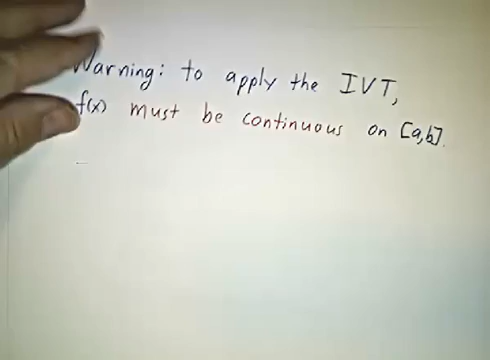 Warning: to apply the IVT,
f(x) must be continuous on [a,b].